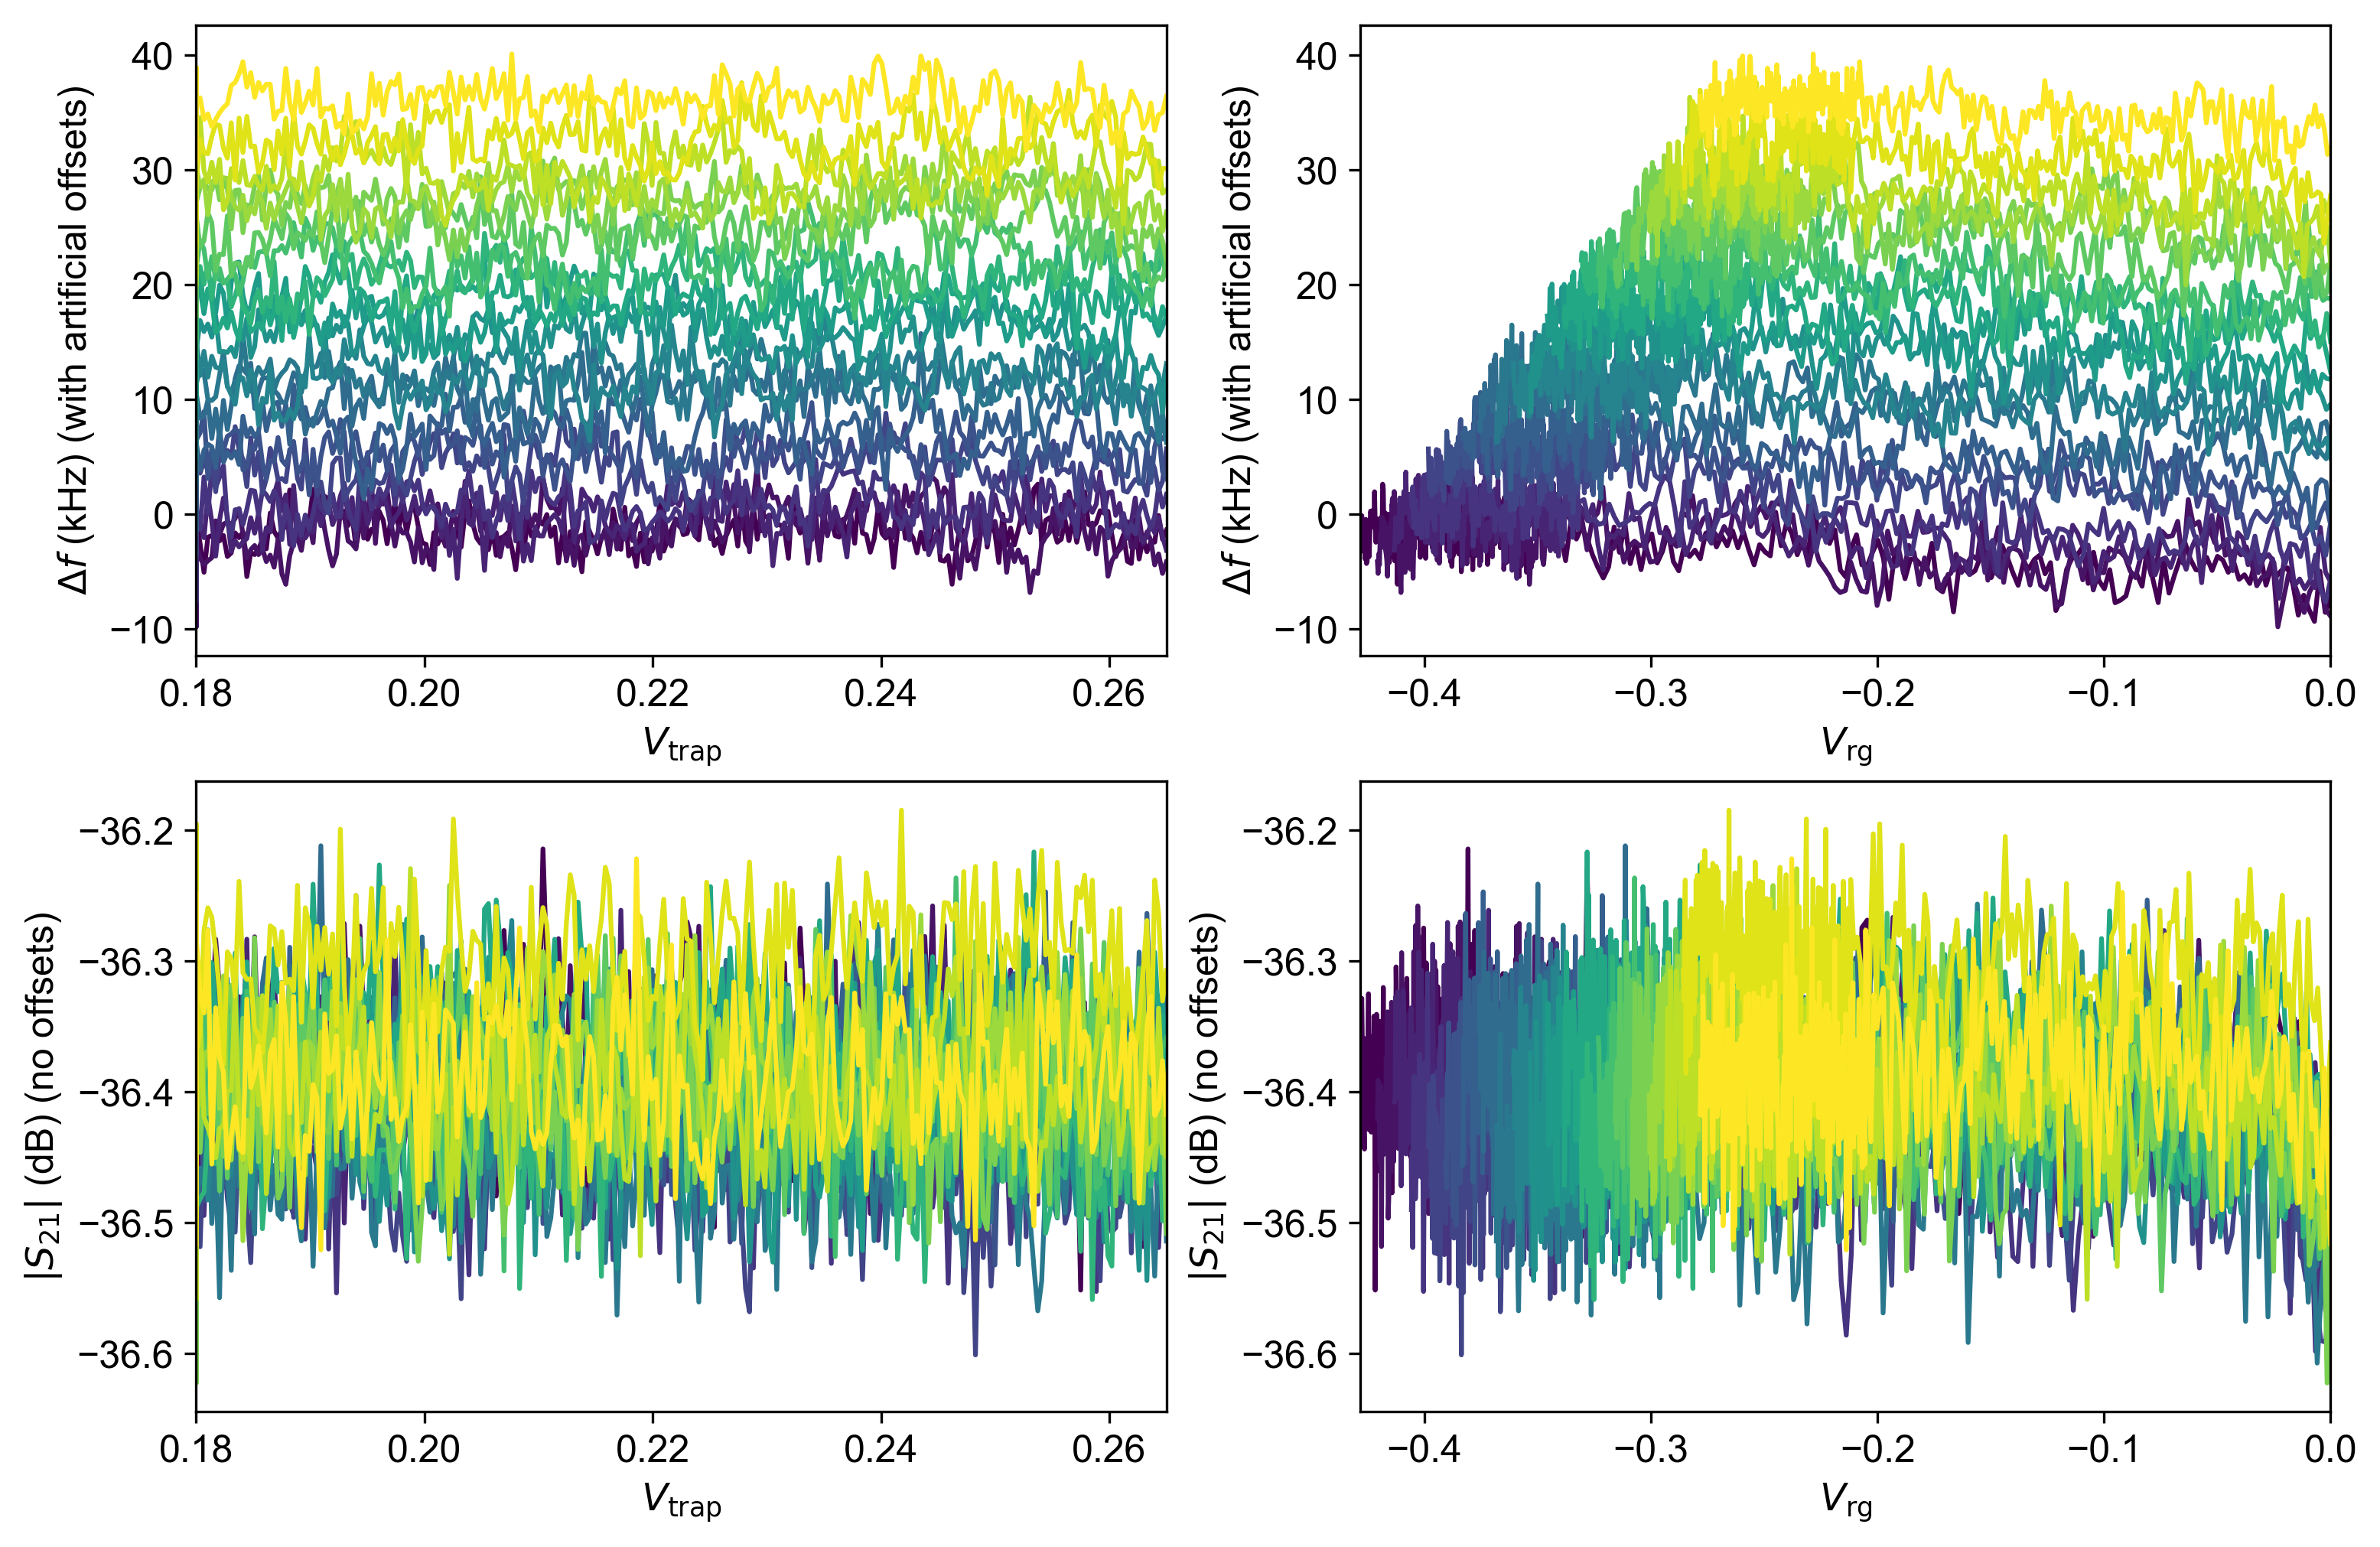 40
30
20
10
0
−10
Δf (kHz) (with artificial offsets)
0.18 0.20 0.22 0.24 0.26
V_trap
40
30
20
10
0
−10
Δf (kHz) (with artificial offsets)
−0.4 −0.3 −0.2 −0.1 0.0
V_rg
−36.2
−36.3
−36.4
−36.5
−36.6
|S_21| (dB) (no offsets)
0.18 0.20 0.22 0.24 0.26
V_trap
−36.2
−36.3
−36.4
−36.5
−36.6
|S_21| (dB) (no offsets)
−0.4 −0.3 −0.2 −0.1 0.0
V_rg